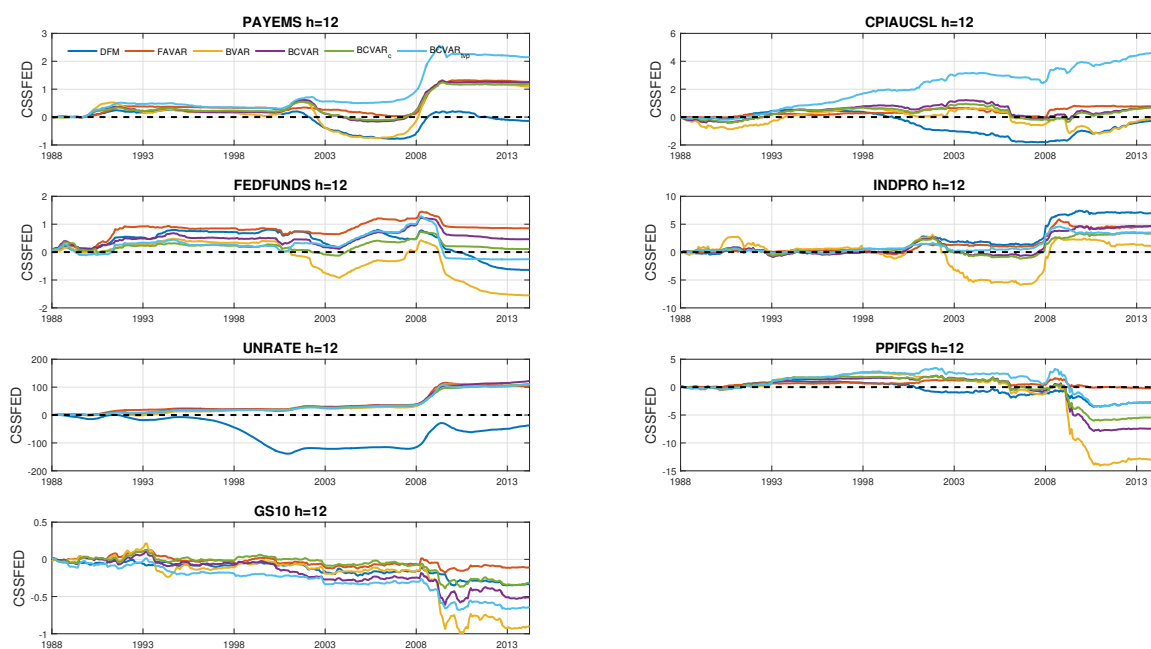 PAYEMS h=12
CSSFED
3
2
1
0
-1
DFM FAVAR BVAR BCVAR BCVARc BCVARtvp
1988 1993 1998 2003 2008 2013
CPIAUCSL h=12
CSSFED
6
4
2
0
-2
1988 1993 1998 2003 2008 2013
FEDFUNDS h=12
CSSFED
2
1
0
-1
-2
1988 1993 1998 2003 2008 2013
INDPRO h=12
CSSFED
10
5
0
-5
-10
1988 1993 1998 2003 2008 2013
UNRATE h=12
CSSFED
200
100
0
-100
-200
1988 1993 1998 2003 2008 2013
PPIFGS h=12
CSSFED
5
0
-5
-10
-15
1988 1993 1998 2003 2008 2013
GS10 h=12
CSSFED
0.5
0
-0.5
-1
1988 1993 1998 2003 2008 2013